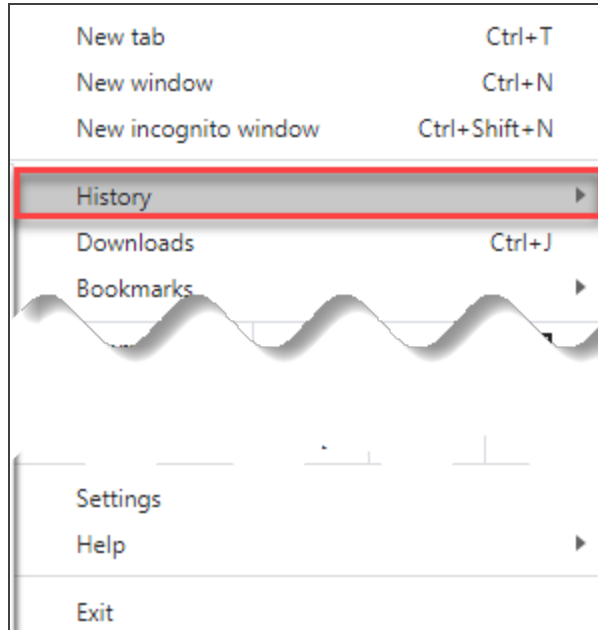 New tab Ctrl+T
New window Ctrl+N
New incognito window Ctrl+Shift+N
History
Downloads Ctrl+J
Bookmarks
Settings
Help
Exit